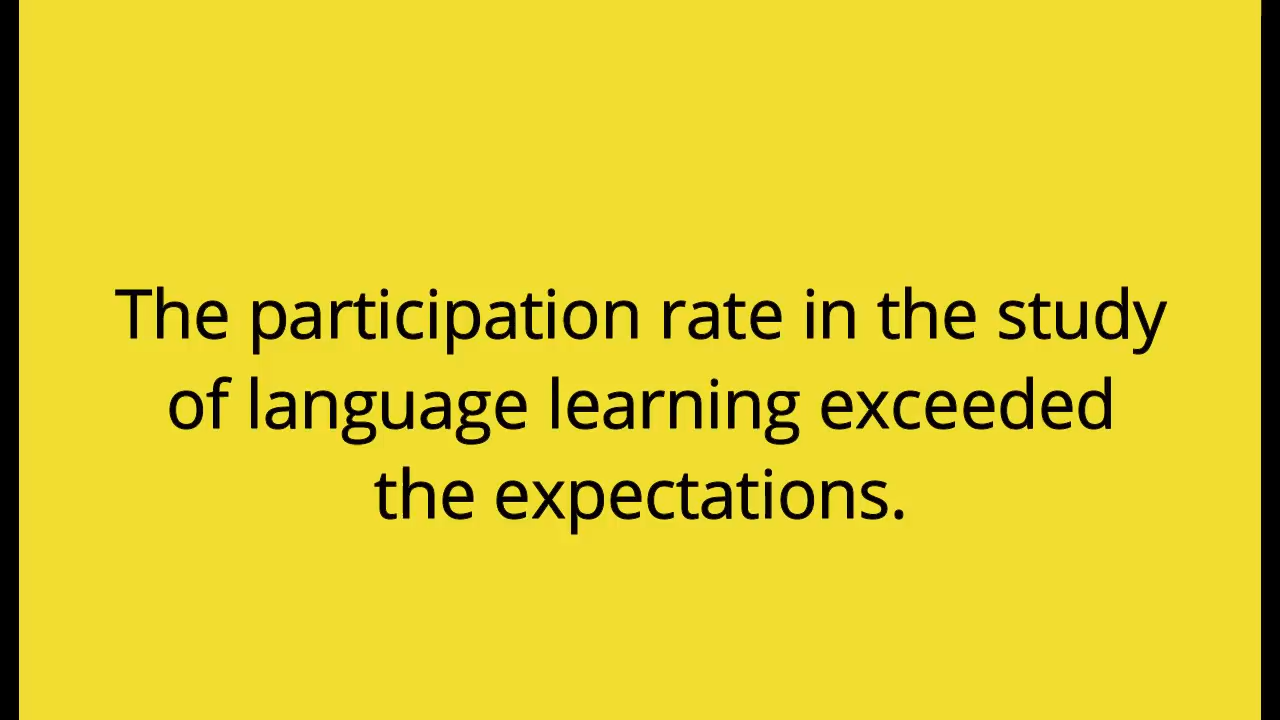 The participation rate in the study
of language learning exceeded
the expectations.